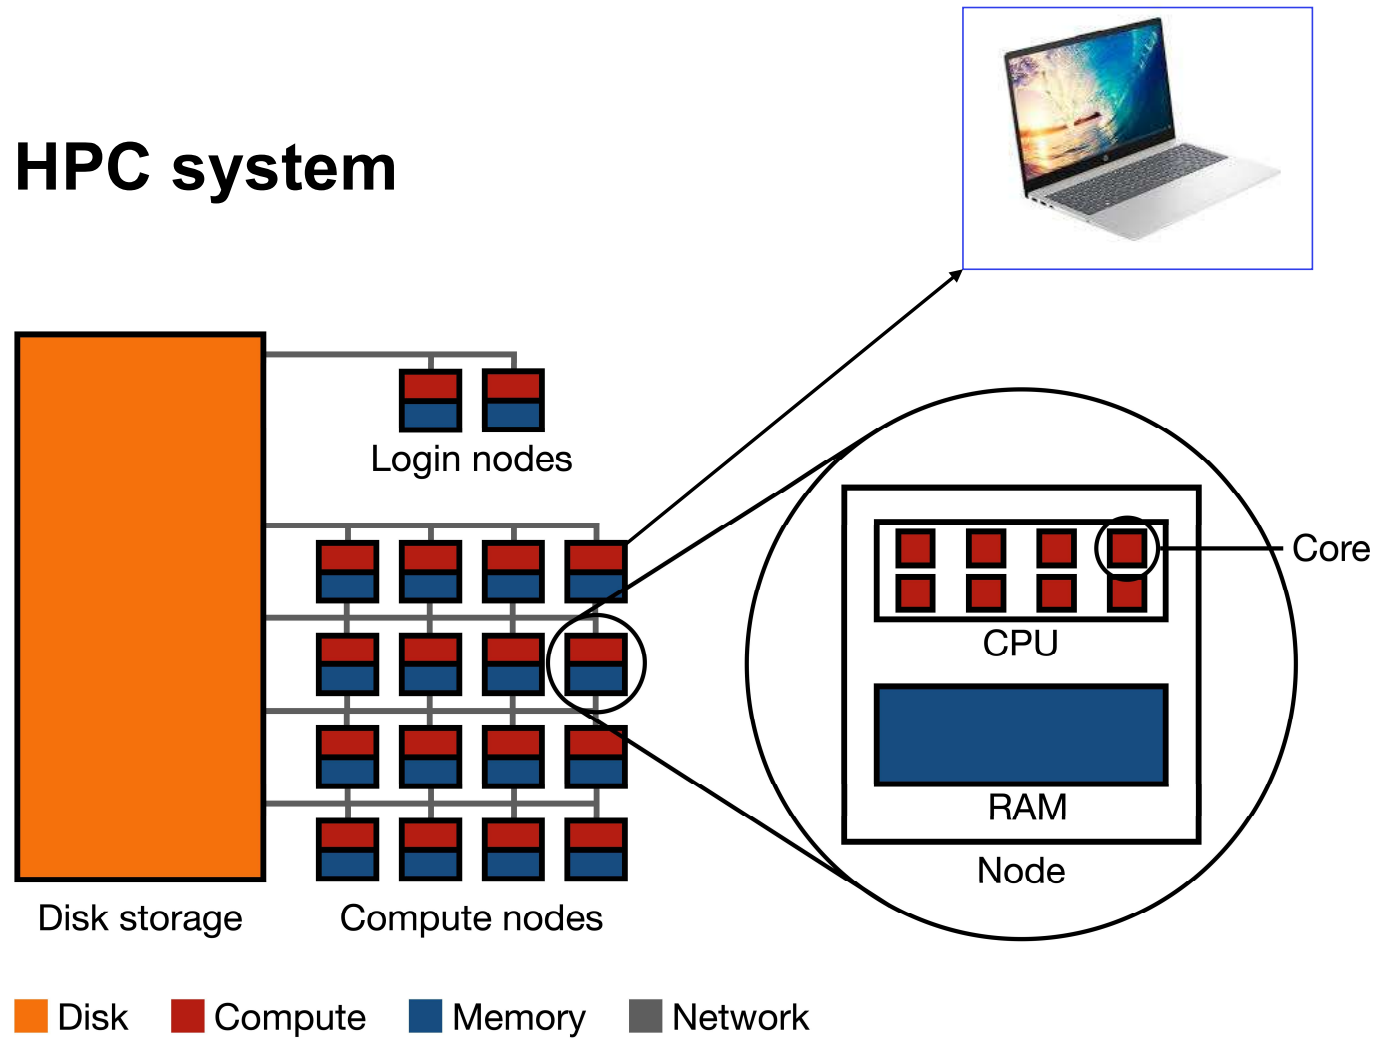 HPC system
Login nodes
Core
CPU
RAM
Node
Disk storage
Compute nodes
Disk
Compute
Memory
Network